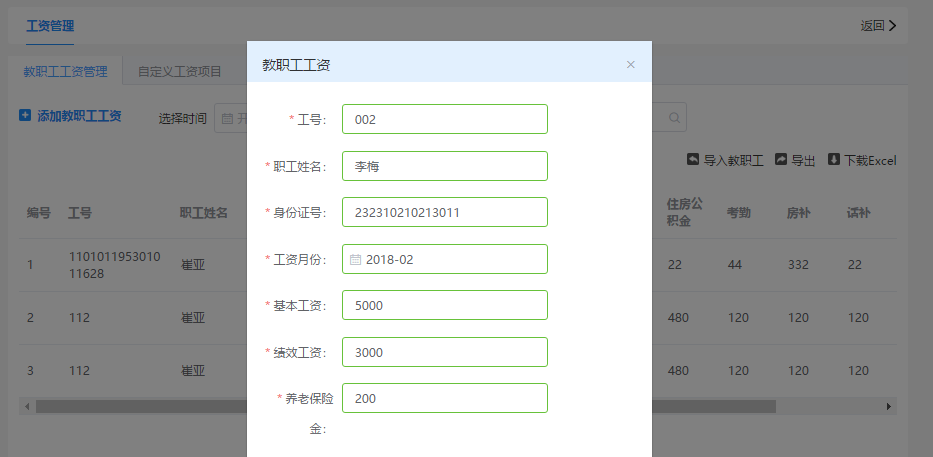 工资管理
返回
教职工工资管理 自定义工资项目
添加教职工工资 选择时间 开
导入教职工 导出 下载Excel
编号 工号 职工姓名 住房公积金 考勤 房补 话补
1 110101195301011628 崔亚 22 44 332 22
2 112 崔亚 480 120 120 120
3 112 崔亚 480 120 120 120
教职工工资 ×
* 工号: 002
* 职工姓名: 李梅
* 身份证号: 232310210213011
* 工资月份: 2018-02
* 基本工资: 5000
* 绩效工资: 3000
* 养老保险金: 200